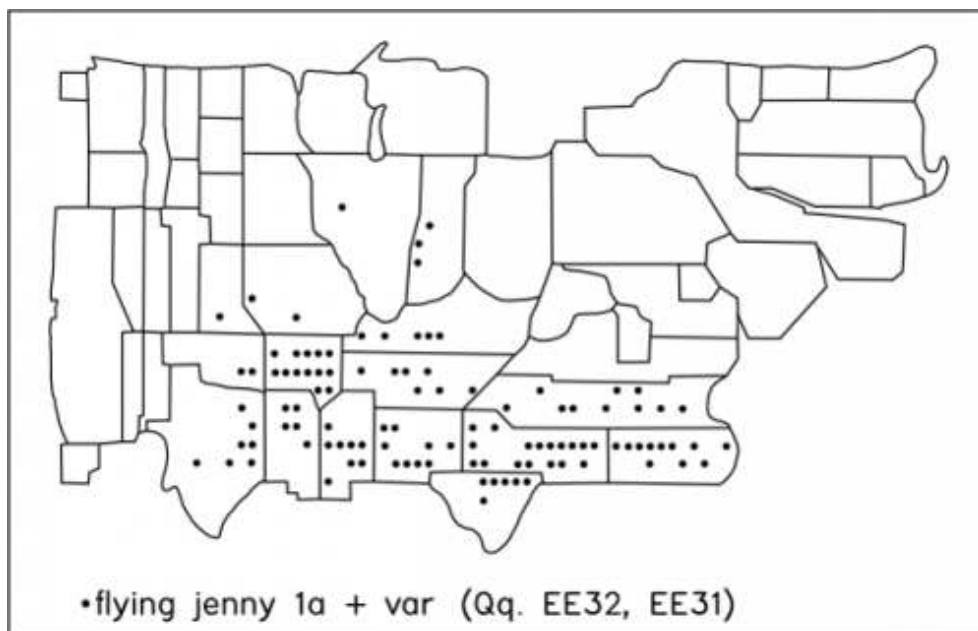 •flying jenny 1a + var (Qq. EE32, EE31)